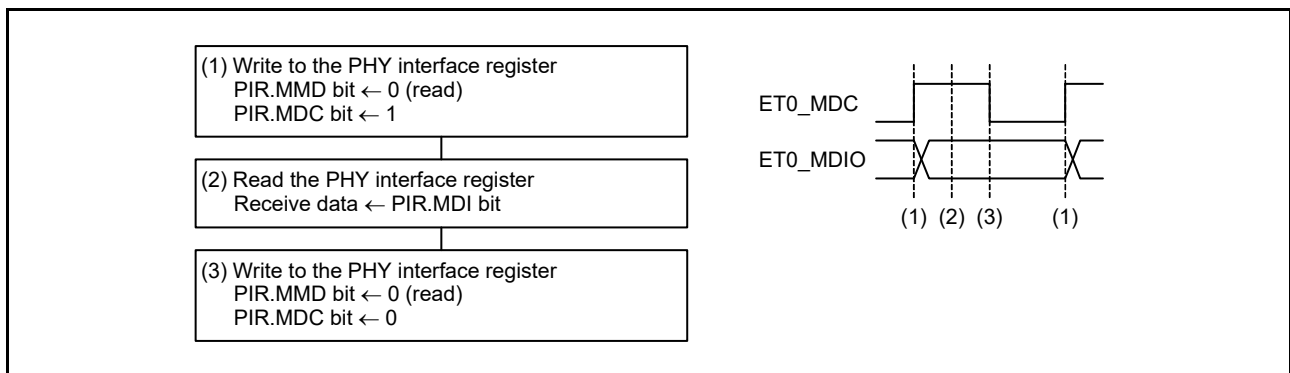 (1) Write to the PHY interface register
PIR.MMD bit ← 0 (read)
PIR.MDC bit ← 1
(2) Read the PHY interface register
Receive data ← PIR.MDI bit
(3) Write to the PHY interface register
PIR.MMD bit ← 0 (read)
PIR.MDC bit ← 0
ET0_MDC
ET0_MDIO
(1) (2) (3) (1)